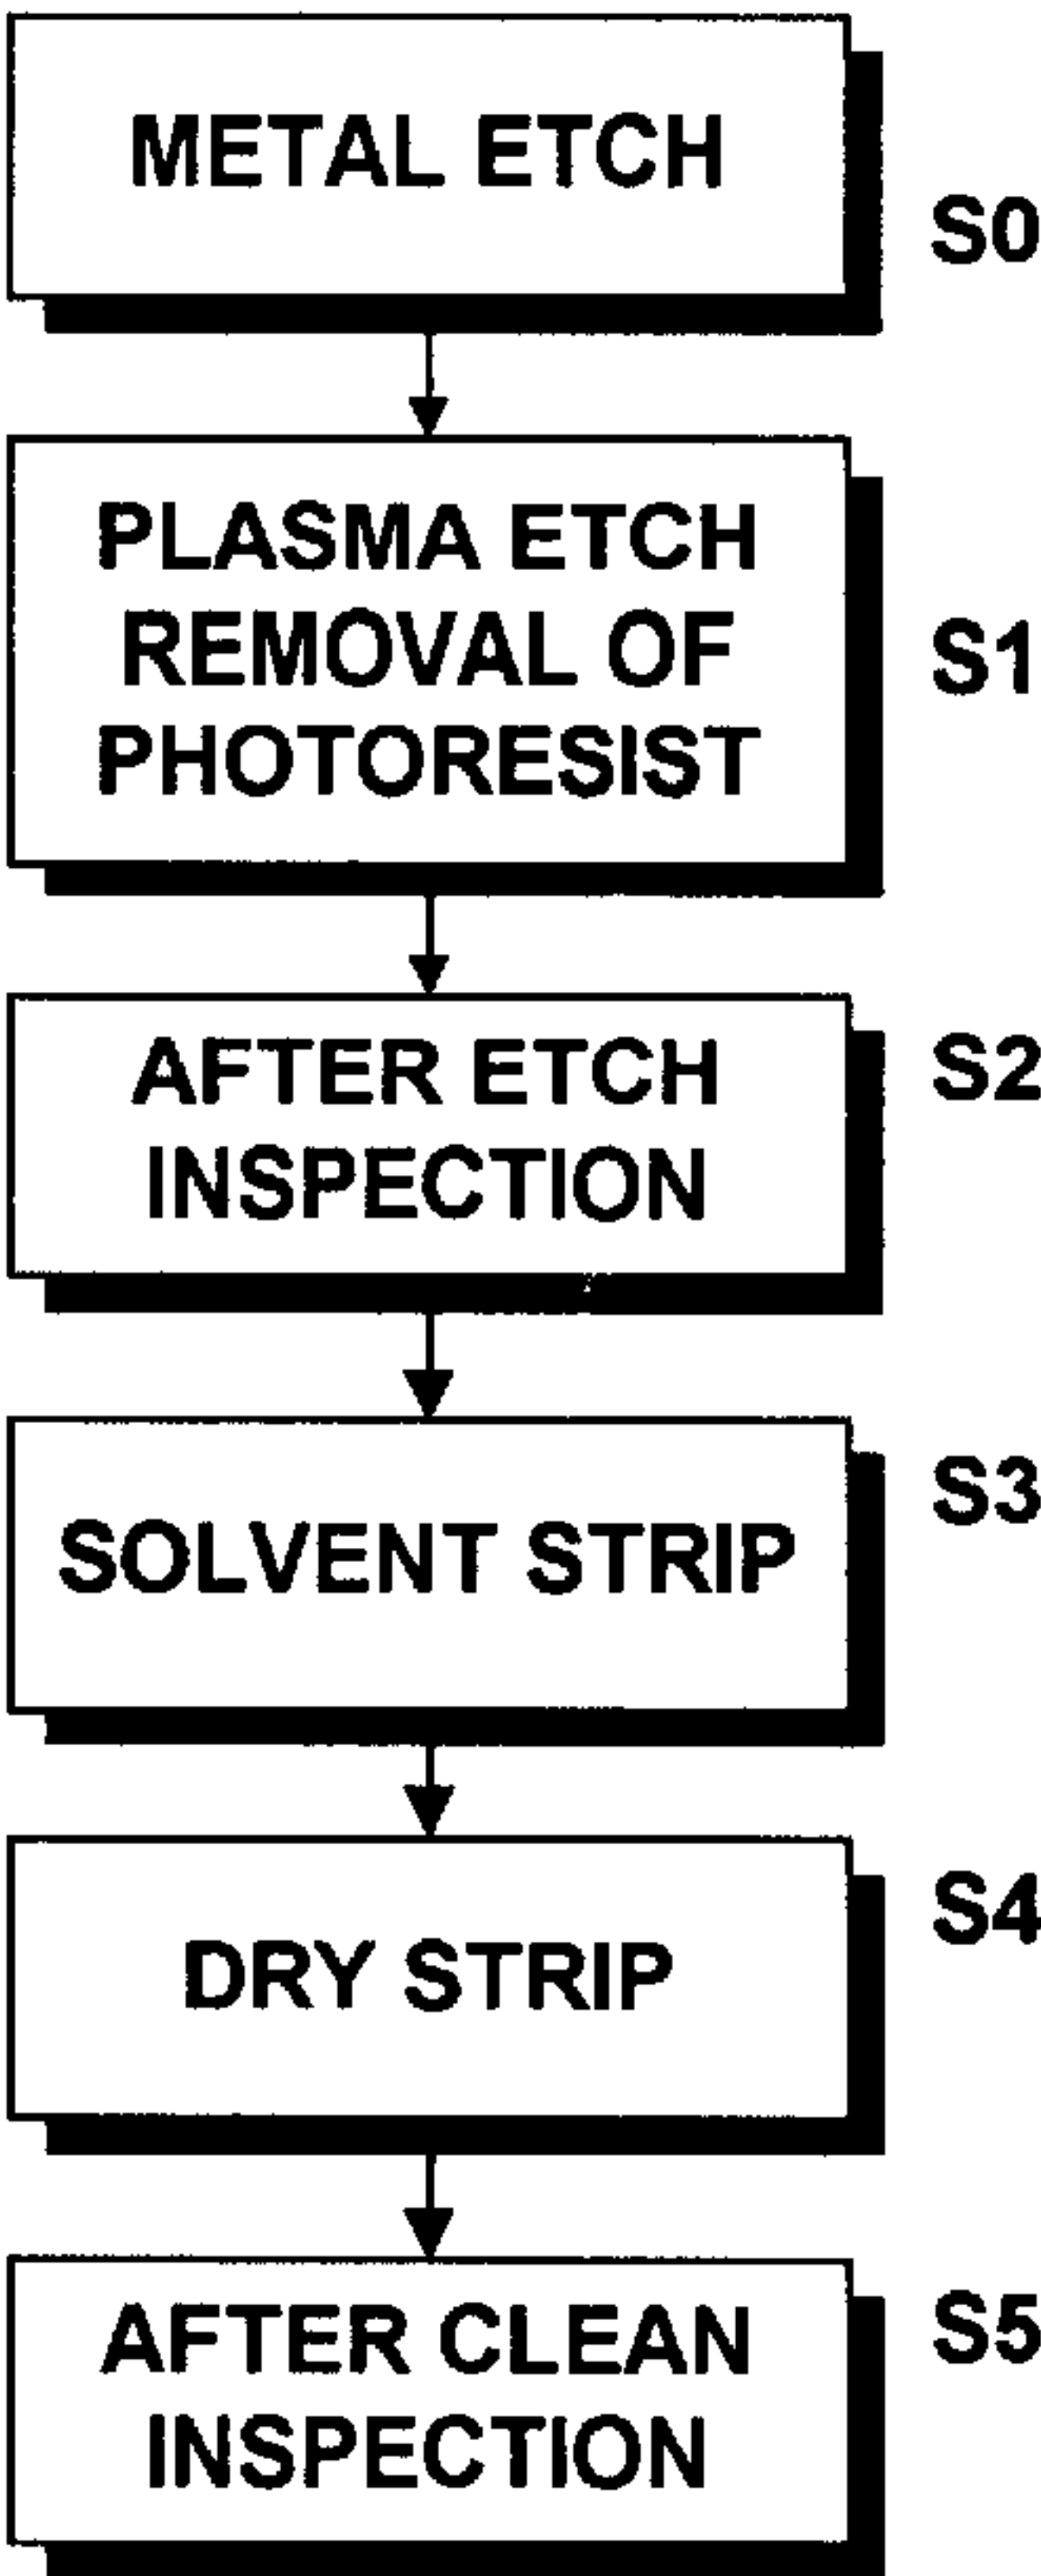 METAL ETCH
S0
PLASMA ETCH
REMOVAL OF
PHOTORESIST
S1
AFTER ETCH
INSPECTION
S2
SOLVENT STRIP
S3
DRY STRIP
S4
AFTER CLEAN
INSPECTION
S5